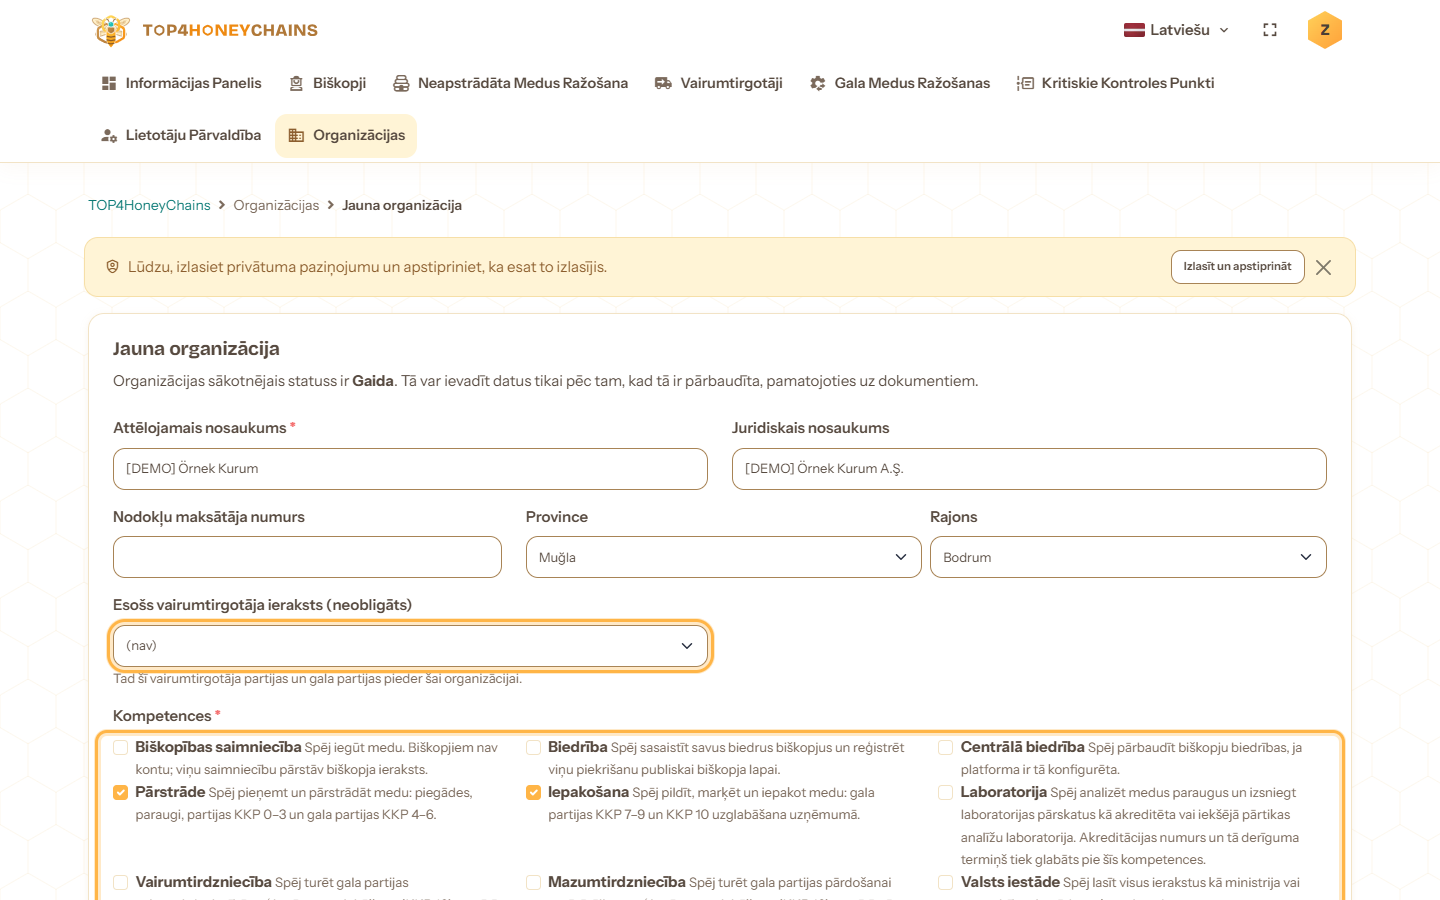 TOP4HONEYCHAINS
Latviešu
Z
Informācijas Panelis
Biškopji
Neapstrādāta Medus Ražošana
Vairumtirgotāji
Gala Medus Ražošanas
Kritiskie Kontroles Punkti
Lietotāju Pārvaldība
Organizācijas
TOP4HoneyChains > Organizācijas > Jauna organizācija
Lūdzu, izlasiet privātuma paziņojumu un apstipriniet, ka esat to izlasījis.
Izlasīt un apstiprināt
Jauna organizācija
Organizācijas sākotnējais statuss ir Gaida. Tā var ievadīt datus tikai pēc tam, kad tā ir pārbaudīta, pamatojoties uz dokumentiem.
Attēlojamais nosaukums *
Juridiskais nosaukums
[DEMO] Örnek Kurum
[DEMO] Örnek Kurum A.Ş.
Nodokļu maksātāja numurs
Province
Rajons
Muğla
Bodrum
Esošs vairumtirgotāja ieraksts (neobligāts)
(nav)
Tad šī vairumtirgotāja partijas un gala partijas pieder šai organizācijai.
Kompetences *
Biškopības saimniecība Spēj iegūt medu. Biškopjiem nav
kontu; viņu saimniecību pārstāv biškopja ieraksts.
Biedrība Spēj sasaistīt savus biedrus biškopjus un reģistrēt
viņu piekrišanu publiskai biškopja lapai.
Centrālā biedrība Spēj pārbaudīt biškopju biedrības, ja
platforma ir tā konfigurēta.
Pārstrāde Spēj pieņemt un pārstrādāt medu: piegādes,
paraugi, partijas KKP 0–3 un gala partijas KKP 4–6.
Iepakošana Spēj pildīt, marķēt un iepakot medu: gala
partijas KKP 7–9 un KKP 10 uzglabāšana uzņēmumā.
Laboratorija Spēj analizēt medus paraugus un izsniegt
laboratorijas pārskatus kā akreditēta vai iekšējā pārtikas
analīžu laboratorija. Akreditācijas numurs un tā derīguma
termiņš tiek glabāts pie šīs kompetences.
Vairumtirdzniecība Spēj turēt gala partijas
Mazumtirdzniecība Spēj turēt gala partijas pārdošanai
Valsts iestāde Spēj lasīt visus ierakstus kā ministrija vai